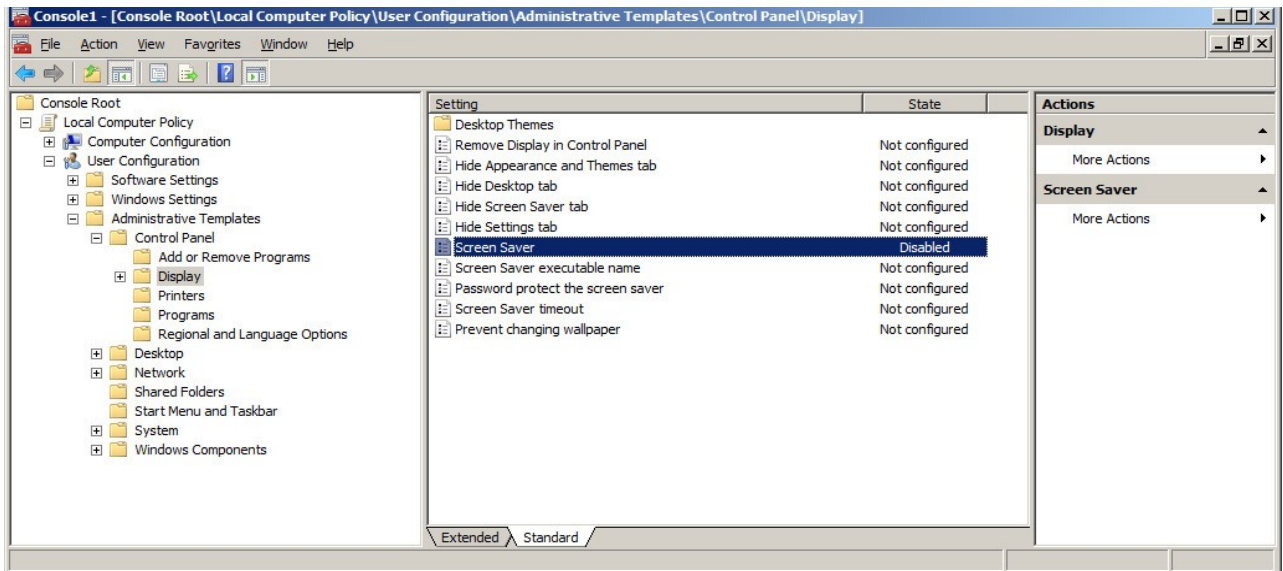 Console1 - [Console Root\Local Computer Policy\User Configuration\Administrative Templates\Control Panel\Display]
File Action View Favorites Window Help
Console Root
Local Computer Policy
Computer Configuration
User Configuration
Software Settings
Windows Settings
Administrative Templates
Control Panel
Add or Remove Programs
Display
Printers
Programs
Regional and Language Options
Desktop
Network
Shared Folders
Start Menu and Taskbar
System
Windows Components
Setting State
Desktop Themes
Remove Display in Control Panel Not configured
Hide Appearance and Themes tab Not configured
Hide Desktop tab Not configured
Hide Screen Saver tab Not configured
Hide Settings tab Not configured
Screen Saver Disabled
Screen Saver executable name Not configured
Password protect the screen saver Not configured
Screen Saver timeout Not configured
Prevent changing wallpaper Not configured
Extended Standard
Actions
Display
More Actions
Screen Saver
More Actions